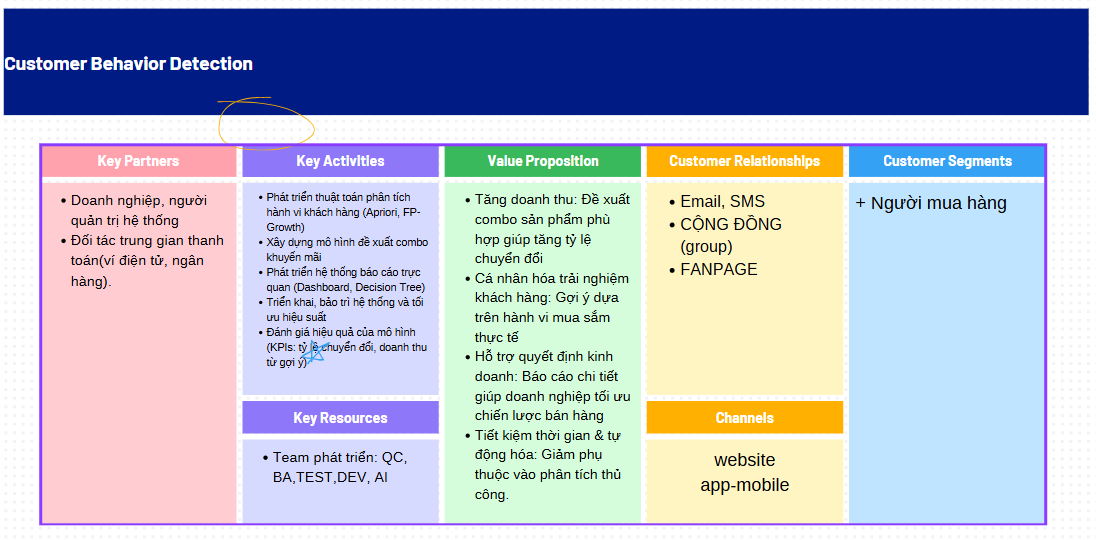 Customer Behavior Detection
Key Partners
• Doanh nghiệp, người
quản trị hệ thống
• Đối tác trung gian thanh
toán(ví điện tử, ngân
hàng).
Key Activities
• Phát triển thuật toán phân tích
hành vi khách hàng (Apriori, FP-
Growth)
• Xây dựng mô hình đề xuất combo
khuyến mãi
• Phát triển hệ thống báo cáo trực
quan (Dashboard, Decision Tree)
• Triển khai, bảo trì hệ thống và tối
ưu hiệu suất
• Đánh giá hiệu quả của mô hình
(KPIs: tỷ lệ chuyển đổi, doanh thu
từ gợi ý)
Key Resources
• Team phát triển: QC,
BA,TEST,DEV, AI
Value Proposition
• Tăng doanh thu: Đề xuất
combo sản phẩm phù
hợp giúp tăng tỷ lệ
chuyển đổi
• Cá nhân hóa trải nghiệm
khách hàng: Gợi ý dựa
trên hành vi mua sắm
thực tế
• Hỗ trợ quyết định kinh
doanh: Báo cáo chi tiết
giúp doanh nghiệp tối ưu
chiến lược bán hàng
• Tiết kiệm thời gian & tự
động hóa: Giảm phụ
thuộc vào phân tích thủ
công.
Customer Relationships
• Email, SMS
• CỘNG ĐỒNG
(group)
• FANPAGE
Channels
website
app-mobile
Customer Segments
+ Người mua hàng